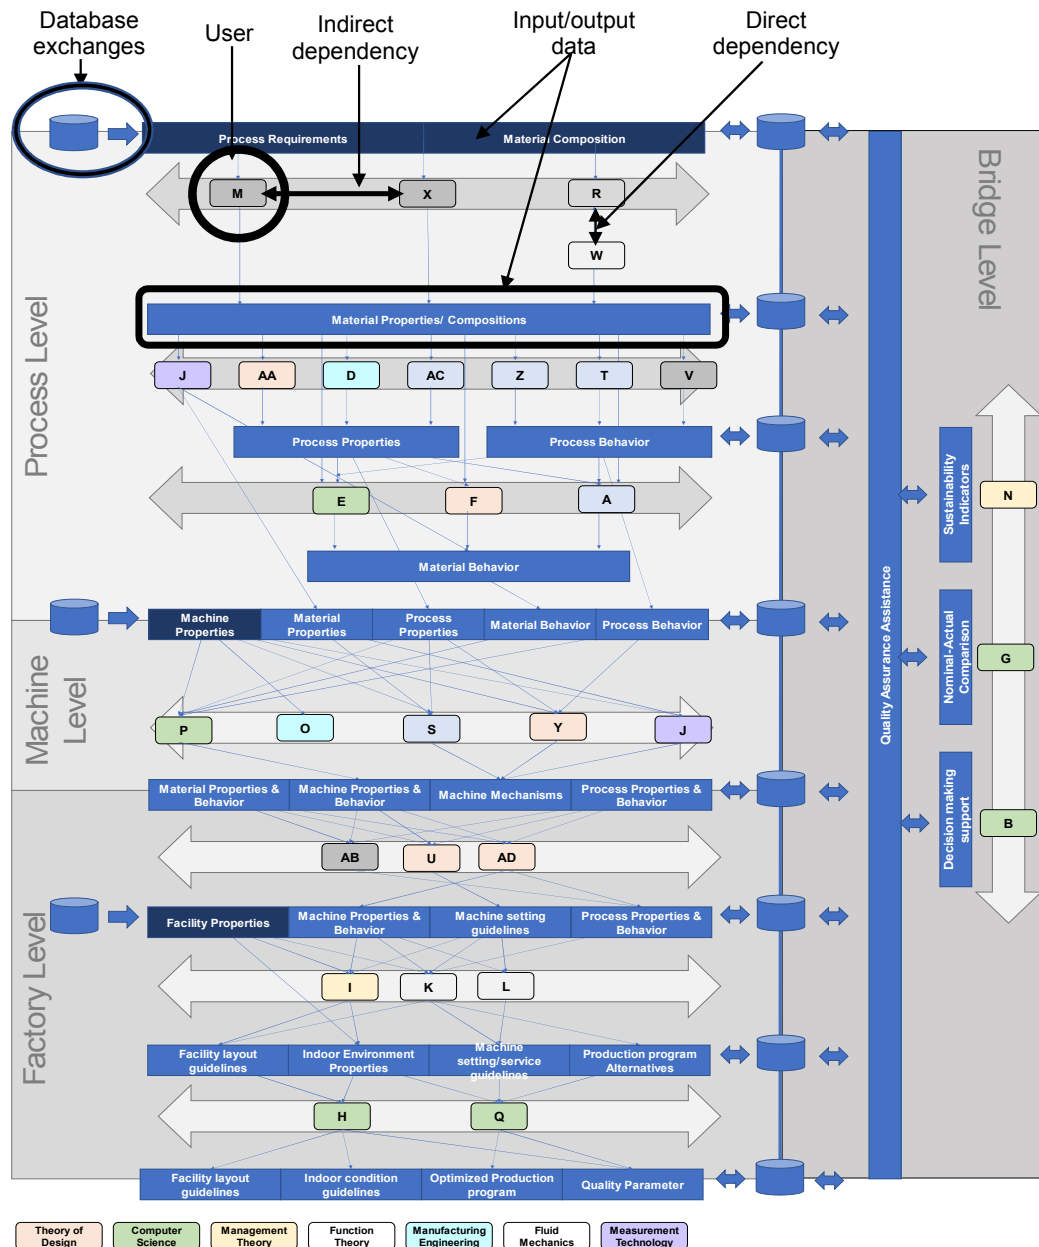 Database
exchanges
User
Indirect
dependency
Input/output
data
Direct
dependency
Process Requirements
Material Composition
M
X
R
W
Bridge Level
Process Level
Material Properties/ Compositions
J
AA
D
AC
Z
T
V
Process Properties
Process Behavior
E
F
A
Material Behavior
Sustainability
Indicators
N
Machine
Properties
Material
Properties
Process
Properties
Material Behavior
Process Behavior
Machine
Level
P
O
S
Y
J
Nominal-Actual
Comparison
G
Quality Assurance Assistance
Material Properties &
Behavior
Machine Properties &
Behavior
Machine Mechanisms
Process Properties &
Behavior
Decision making
support
B
AB
U
AD
Factory Level
Facility Properties
Machine Properties &
Behavior
Machine setting
guidelines
Process Properties &
Behavior
I
K
L
Facility layout
guidelines
Indoor Environment
Properties
Machine
setting/service
guidelines
Production program
Alternatives
H
Q
Facility layout
guidelines
Indoor condition
guidelines
Optimized Production
program
Quality Parameter
Theory of
Design
Computer
Science
Management
Theory
Function
Theory
Manufacturing
Engineering
Fluid
Mechanics
Measurement
Technology